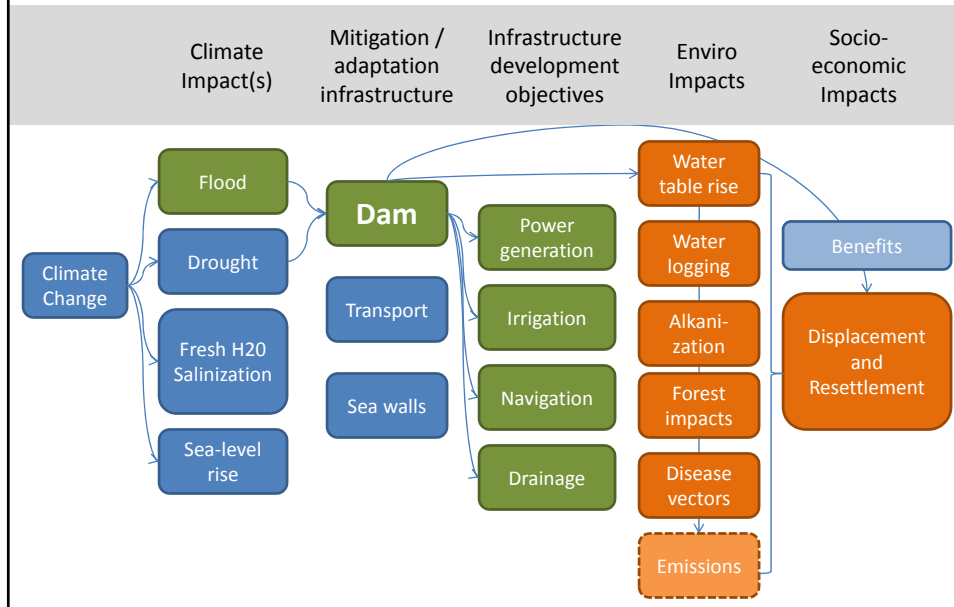 Climate
Impact(s)
Mitigation /
adaptation
infrastructure
Infrastructure
development
objectives
Enviro
Impacts
Socio-
economic
Impacts
Climate
Change
Flood
Drought
Fresh H20
Salinization
Sea-level
rise
Dam
Transport
Sea walls
Power
generation
Irrigation
Navigation
Drainage
Water
table rise
Water
logging
Alkani-
zation
Forest
impacts
Disease
vectors
Emissions
Benefits
Displacement
and
Resettlement